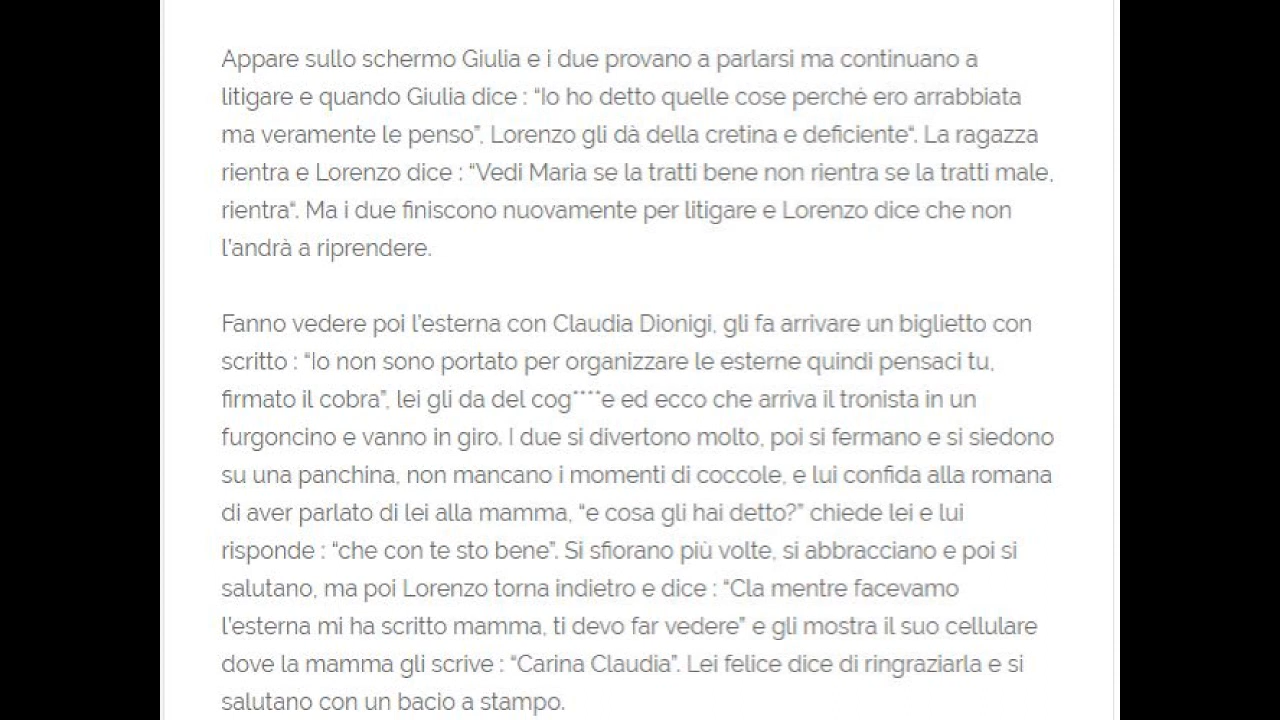 Appare sullo schermo Giulia e i due provano a parlarsi ma continuano a
litigare e quando Giulia dice : “Io ho detto quelle cose perché ero arrabbiata
ma veramente le penso”, Lorenzo gli dà della cretina e deficiente“. La ragazza
rientra e Lorenzo dice : “Vedi Maria se la tratti bene non rientra se la tratti male,
rientra“. Ma i due finiscono nuovamente per litigare e Lorenzo dice che non
l’andrà a riprendere.
Fanno vedere poi l’esterna con Claudia Dionigi, gli fa arrivare un biglietto con
scritto : “Io non sono portato per organizzare le esterne quindi pensaci tu,
firmato il cobra”, lei gli da del cog****e ed ecco che arriva il tronista in un
furgoncino e vanno in giro. I due si divertono molto, poi si fermano e si siedono
su una panchina, non mancano i momenti di coccole, e lui confida alla romana
di aver parlato di lei alla mamma, “e cosa gli hai detto?” chiede lei e lui
risponde : “che con te sto bene”. Si sfiorano più volte, si abbracciano e poi si
salutano, ma poi Lorenzo torna indietro e dice : “Cla mentre facevamo
l’esterna mi ha scritto mamma, ti devo far vedere” e gli mostra il suo cellulare
dove la mamma gli scrive : “Carina Claudia”. Lei felice dice di ringraziarla e si
salutano con un bacio a stampo.